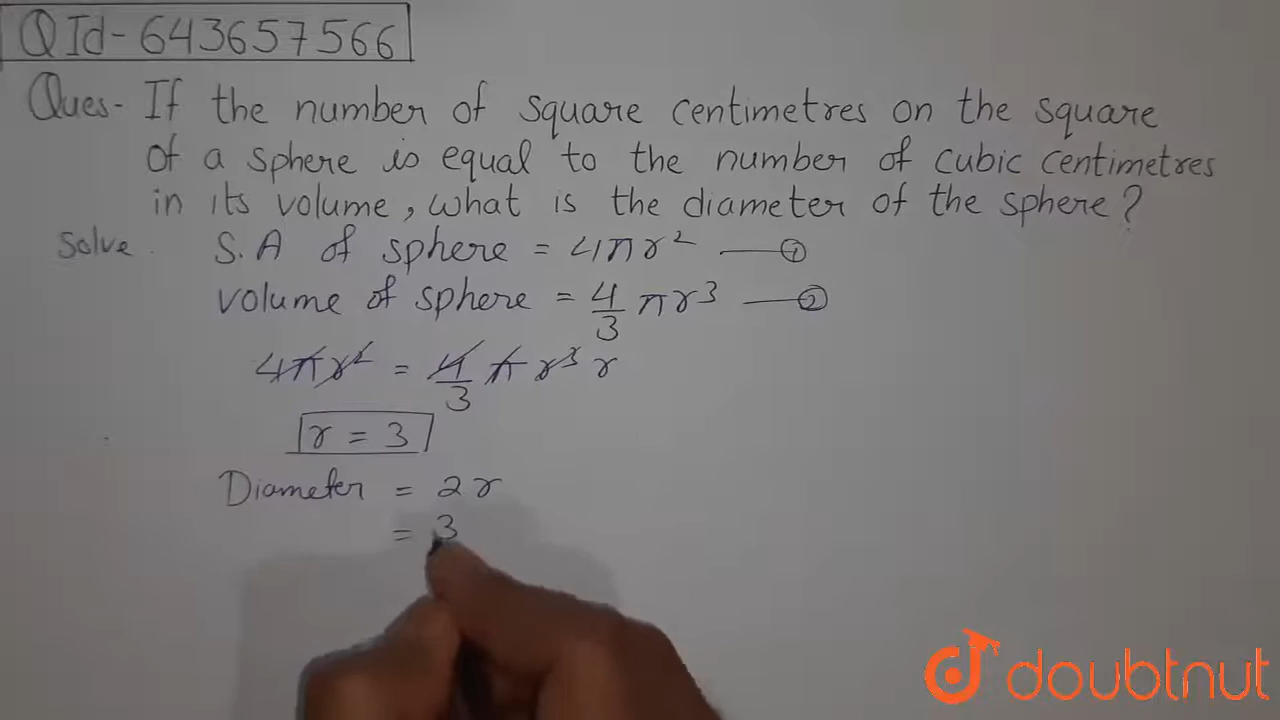 QId-643657566
Ques- If the number of square centimetres on the square
of a sphere is equal to the number of cubic centimetres
in its volume, what is the diameter of the sphere?
Solve. S.A of sphere = 4πr² —①
volume of sphere = 4/3 πr³ —②
4πr² = 4/3 π r³ r
r = 3
Diameter = 2r
= 3
doubtnut